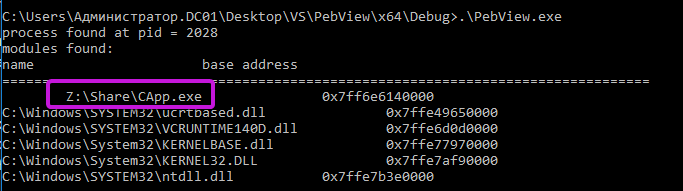 C:\Users\Администратор.DC01\Desktop\VS\PebView\x64\Debug>.\PebView.exe
process found at pid = 2028
modules found:
name base address
=================================================================
Z:\Share\CApp.exe 0x7ff6e6140000
C:\Windows\SYSTEM32\ucrtbased.dll 0x7ffe49650000
C:\Windows\SYSTEM32\VCRUNTIME140D.dll 0x7ffe6d0d0000
C:\Windows\System32\KERNELBASE.dll 0x7ffe77970000
C:\Windows\System32\KERNEL32.DLL 0x7ffe7af90000
C:\Windows\SYSTEM32\ntdll.dll 0x7ffe7b3e0000